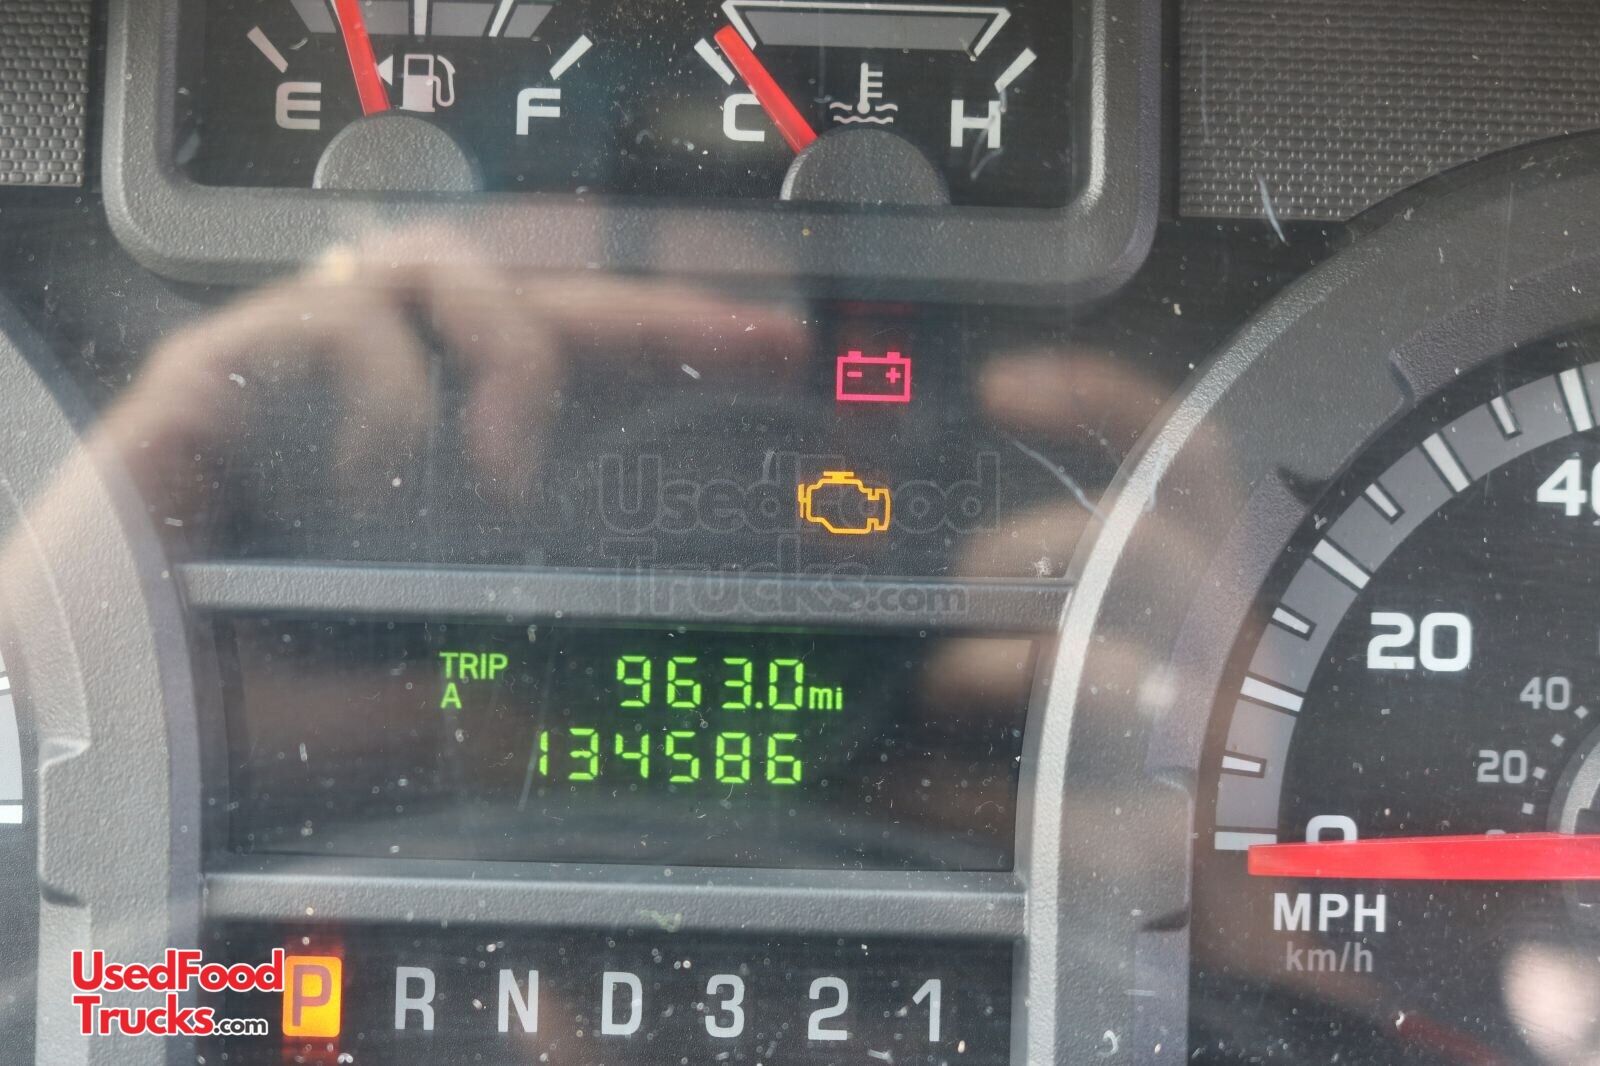 E F C H
UsedFood
Trucks.com
TRIP A 963.0mi
134586
40
20
40
20
0
0
MPH
km/h
UsedFood
Trucks.com
P R N D 3 2 1